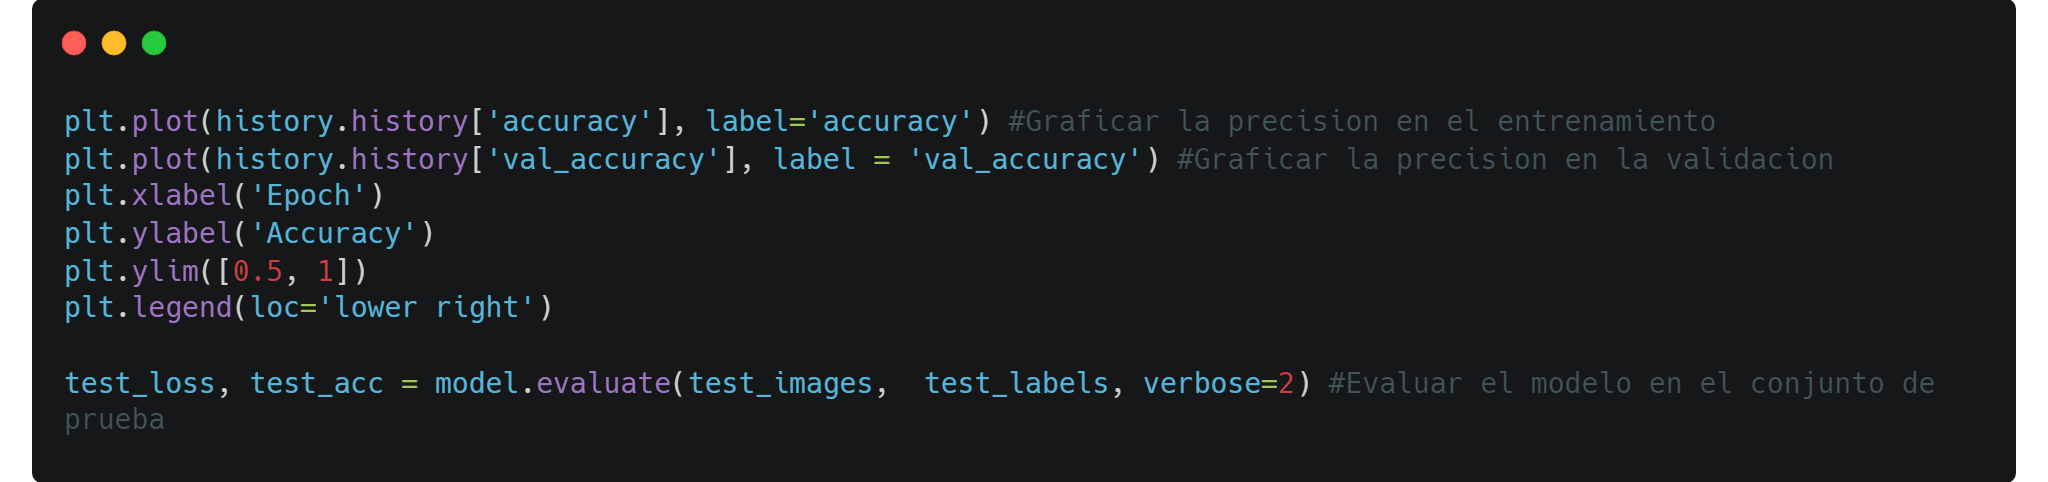 plt.plot(history.history['accuracy'], label='accuracy') #Graficar la precision en el entrenamiento
plt.plot(history.history['val_accuracy'], label = 'val_accuracy') #Graficar la precision en la validacion
plt.xlabel('Epoch')
plt.ylabel('Accuracy')
plt.ylim([0.5, 1])
plt.legend(loc='lower right')
test_loss, test_acc = model.evaluate(test_images,  test_labels, verbose=2) #Evaluar el modelo en el conjunto de
prueba